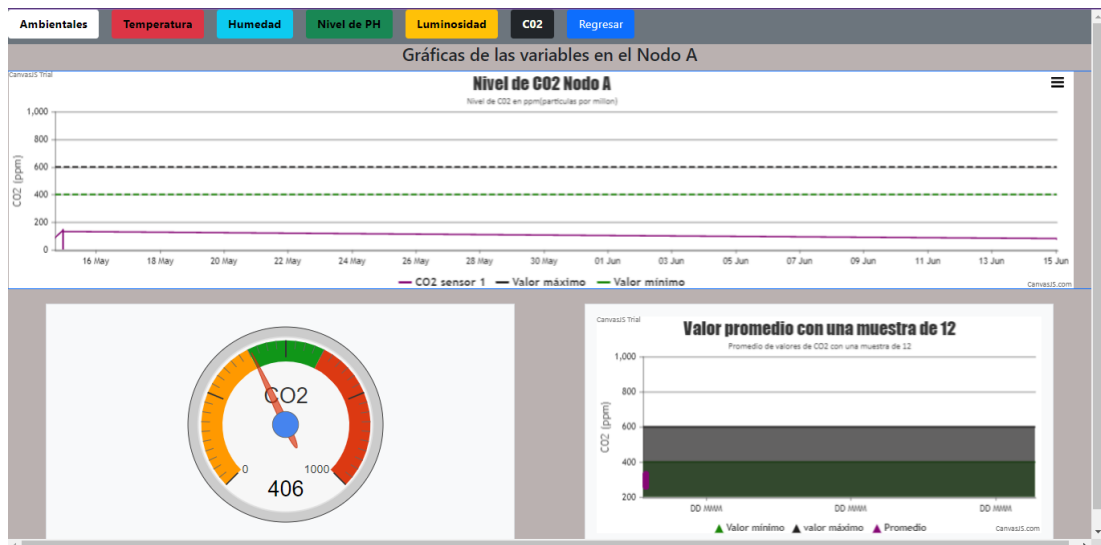 Ambientales Temperatura Humedad Nivel de PH Luminosidad C02 Regresar
Gráficas de las variables en el Nodo A
CanvasJS Trial
Nivel de CO2 Nodo A
Nivel de CO2 en ppm(particulas por millon)
CO2 (ppm)
1,000
800
600
400
200
0
16 May 18 May 20 May 22 May 24 May 26 May 28 May 30 May 01 Jun 03 Jun 05 Jun 07 Jun 09 Jun 11 Jun 13 Jun 15 Jun
CO2 sensor 1 Valor máximo Valor mínimo
CanvasJS.com
CO2
0 1000
406
CanvasJS Trial
Valor promedio con una muestra de 12
Promedio de valores de CO2 con una muestra de 12
CO2 (ppm)
1,000
800
600
400
200
DD MMM DD MMM DD MMM
Valor mínimo valor máximo Promedio
CanvasJS.com